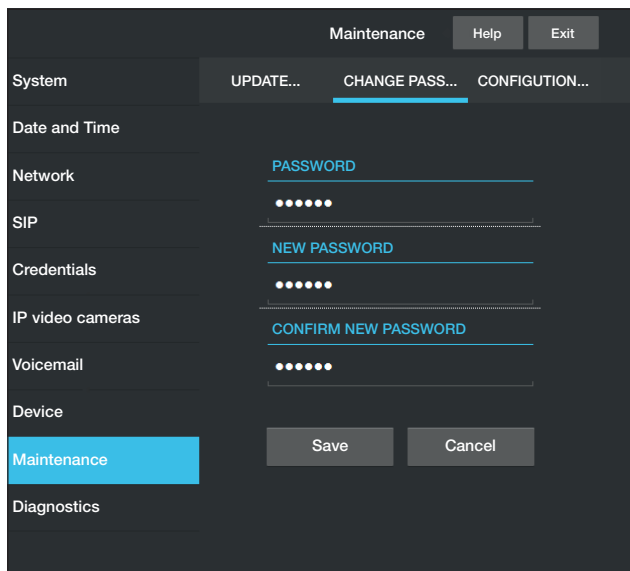 Maintenance Help Exit
System
UPDATE... CHANGE PASS... CONFIGUTION...
Date and Time
Network
SIP
Credentials
IP video cameras
Voicemail
Device
Maintenance
Diagnostics
PASSWORD
••••••
NEW PASSWORD
••••••
CONFIRM NEW PASSWORD
••••••
Save Cancel